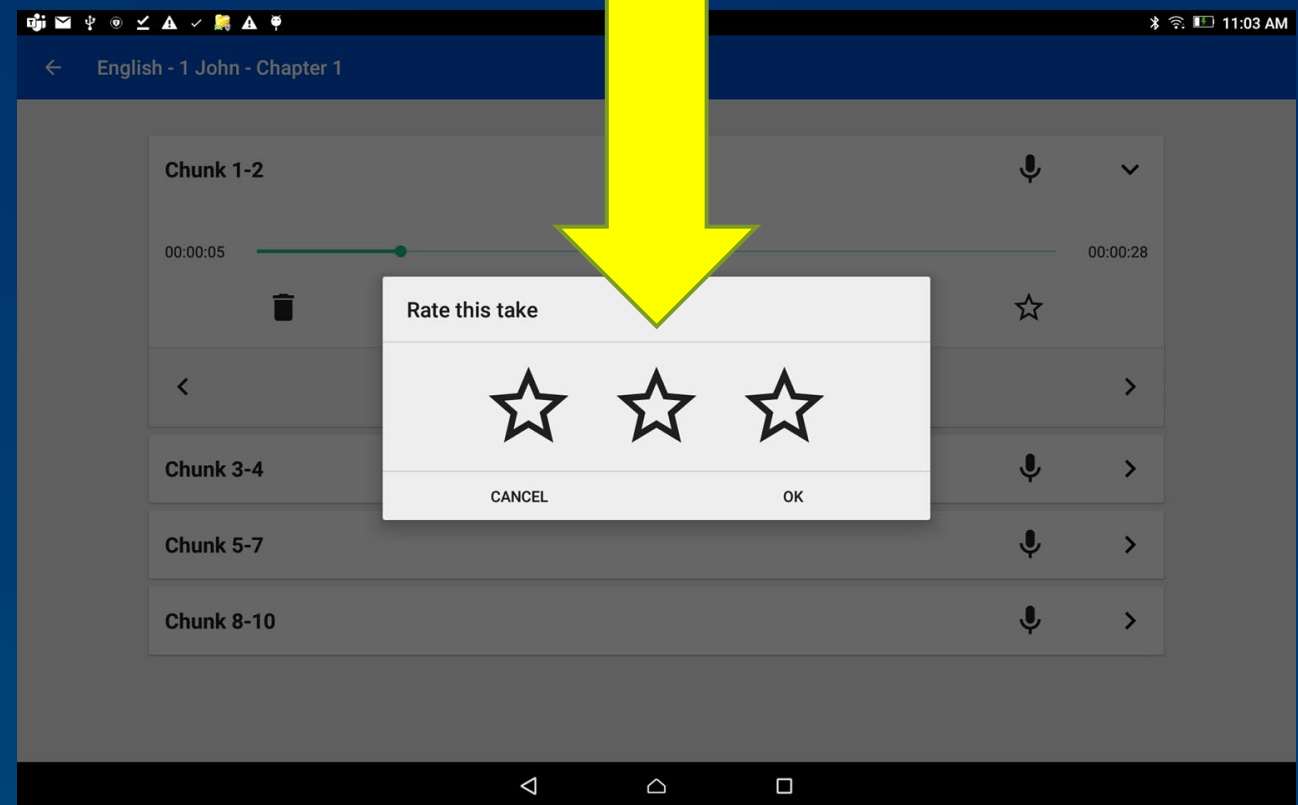 11:03 AM
English - 1 John - Chapter 1
Chunk 1-2
00:00:05
00:00:28
Rate this take
CANCEL
OK
Chunk 3-4
Chunk 5-7
Chunk 8-10